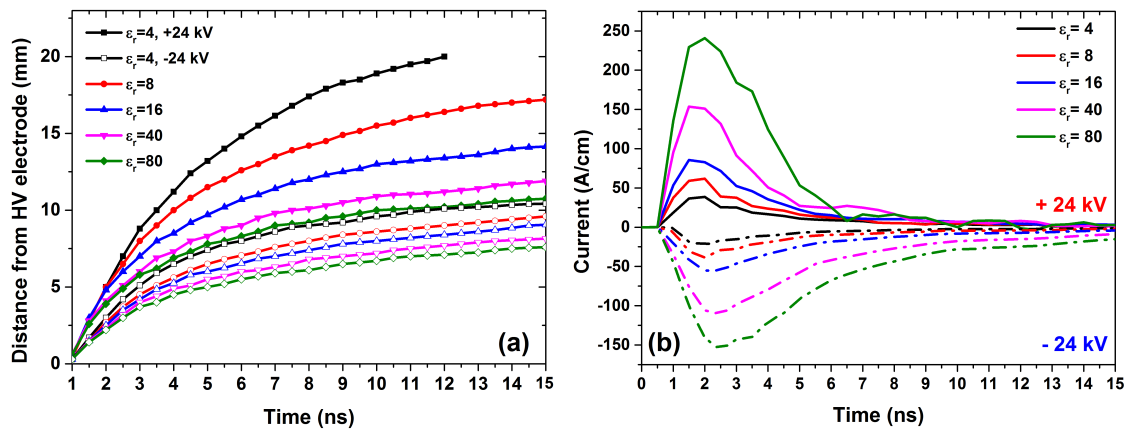 Distance from HV electrode (mm)
20
15
10
5
0
εr=4, +24 kV
εr=4, -24 kV
εr=8
εr=16
εr=40
εr=80
(a)
1 2 3 4 5 6 7 8 9 10 11 12 13 14 15
Time (ns)
Current (A/cm)
250
200
150
100
50
0
-50
-100
-150
εr= 4
εr= 8
εr= 16
εr= 40
εr= 80
+ 24 kV
- 24 kV
(b)
0 1 2 3 4 5 6 7 8 9 10 11 12 13 14 15
Time (ns)